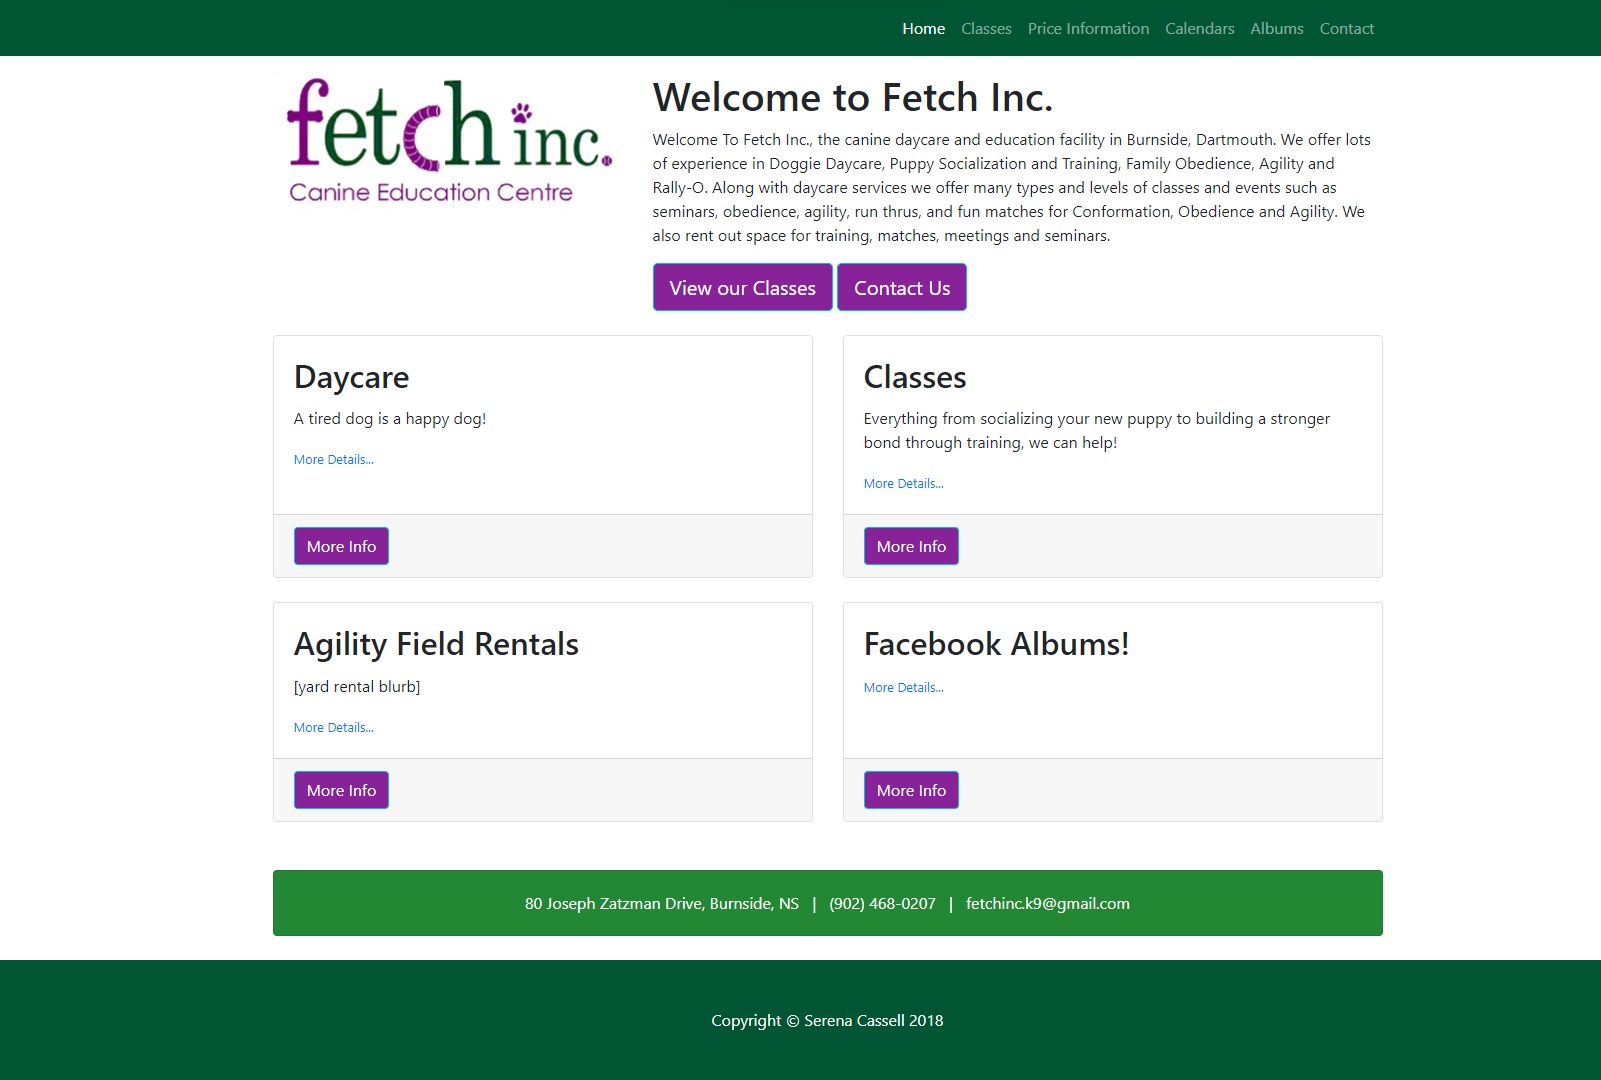 Home Classes Price Information Calendars Albums Contact
fetch inc.
Canine Education Centre
Welcome to Fetch Inc.
Welcome To Fetch Inc., the canine daycare and education facility in Burnside, Dartmouth. We offer lots
of experience in Doggie Daycare, Puppy Socialization and Training, Family Obedience, Agility and
Rally-O. Along with daycare services we offer many types and levels of classes and events such as
seminars, obedience, agility, run thrus, and fun matches for Conformation, Obedience and Agility. We
also rent out space for training, matches, meetings and seminars.
View our Classes Contact Us
Daycare
A tired dog is a happy dog!
More Details...
More Info
Classes
Everything from socializing your new puppy to building a stronger
bond through training, we can help!
More Details...
More Info
Agility Field Rentals
[yard rental blurb]
More Details...
More Info
Facebook Albums!
More Details...
More Info
80 Joseph Zatzman Drive, Burnside, NS | (902) 468-0207 | fetchinc.k9@gmail.com
Copyright © Serena Cassell 2018